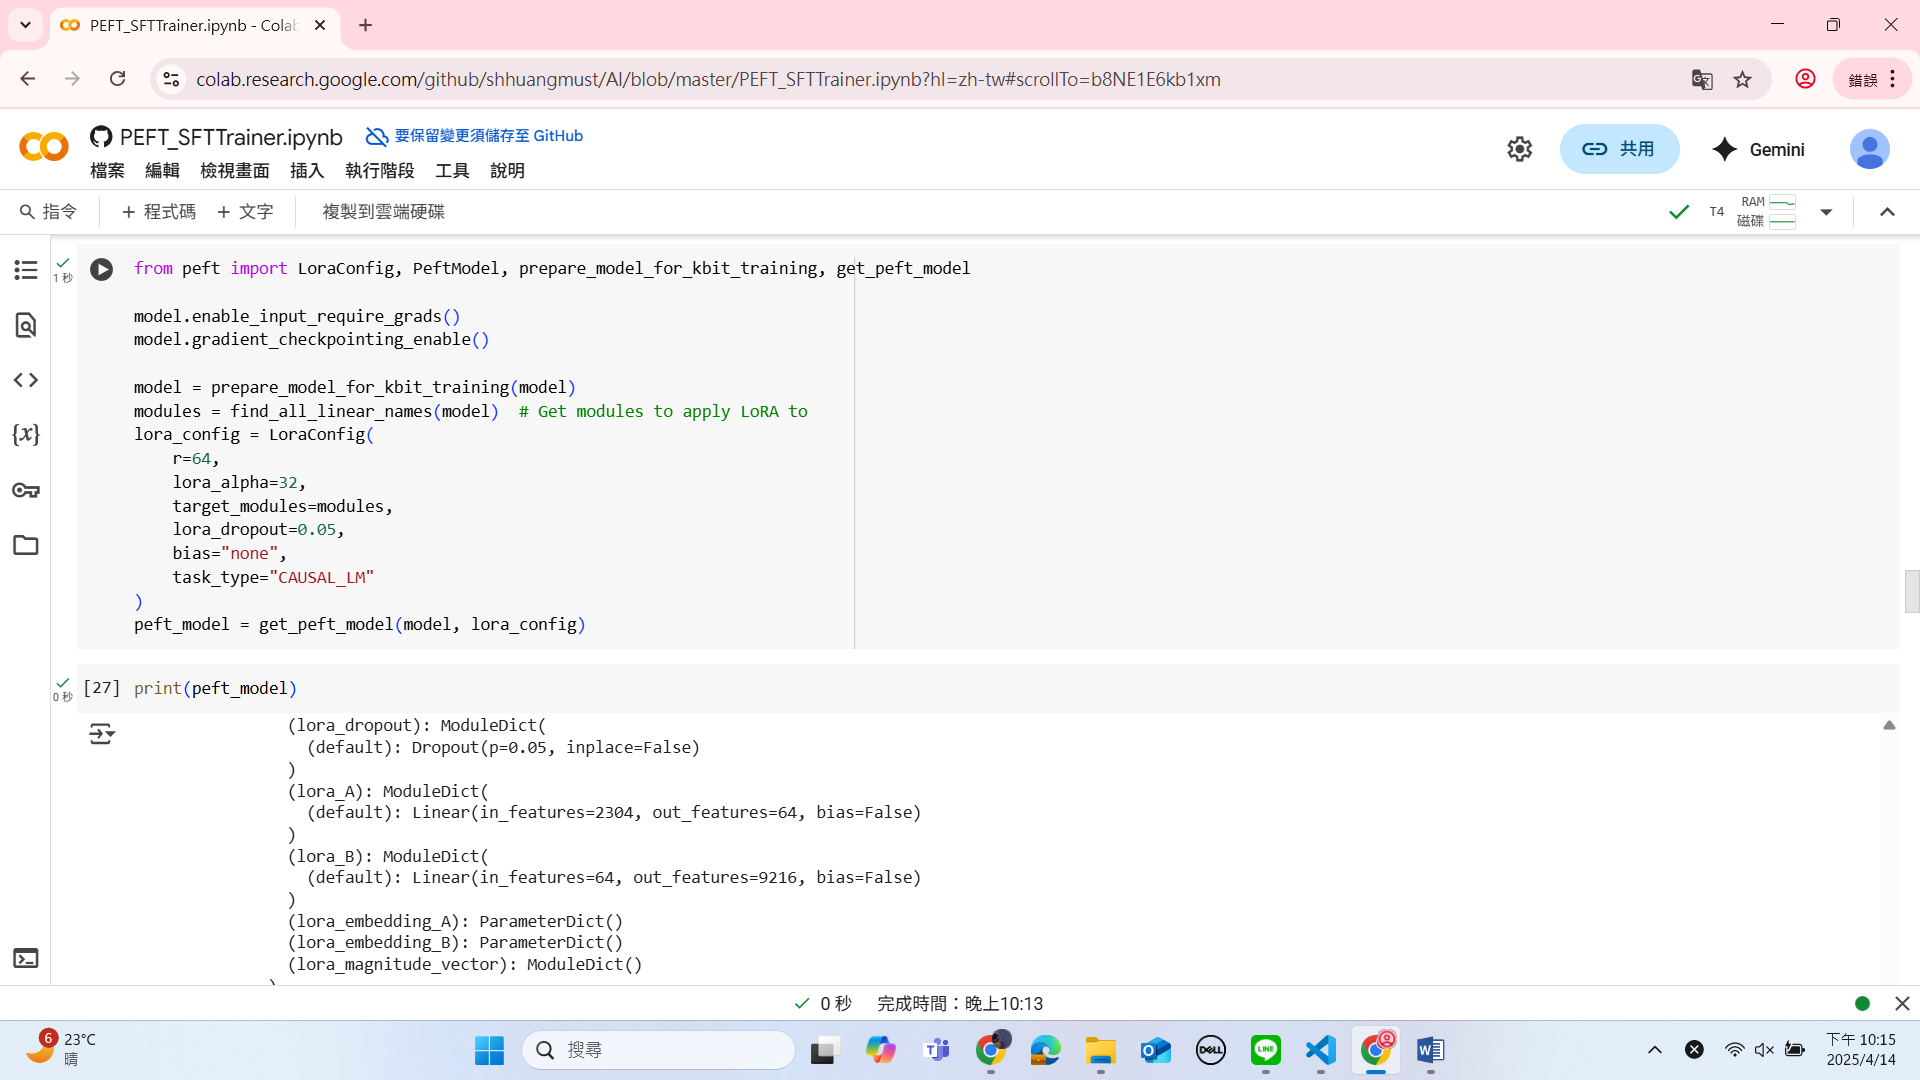 PEFT_SFTTrainer.ipynb - Colab
colab.research.google.com/github/shhuangmust/AI/blob/master/PEFT_SFTTrainer.ipynb?hl=zh-tw#scrollTo=b8NE1E6kb1xm
錯誤
PEFT_SFTTrainer.ipynb
要保留變更須儲存至 GitHub
檔案 編輯 檢視畫面 插入 執行階段 工具 說明
共用
Gemini
指令
+ 程式碼 + 文字
複製到雲端硬碟
T4
RAM
磁碟
1 秒
from peft import LoraConfig, PeftModel, prepare_model_for_kbit_training, get_peft_model
model.enable_input_require_grads()
model.gradient_checkpointing_enable()
model = prepare_model_for_kbit_training(model)
modules = find_all_linear_names(model)  # Get modules to apply LoRA to
lora_config = LoraConfig(
    r=64,
    lora_alpha=32,
    target_modules=modules,
    lora_dropout=0.05,
    bias="none",
    task_type="CAUSAL_LM"
)
peft_model = get_peft_model(model, lora_config)
0 秒
[27] print(peft_model)
(lora_dropout): ModuleDict(
  (default): Dropout(p=0.05, inplace=False)
)
(lora_A): ModuleDict(
  (default): Linear(in_features=2304, out_features=64, bias=False)
)
(lora_B): ModuleDict(
  (default): Linear(in_features=64, out_features=9216, bias=False)
)
(lora_embedding_A): ParameterDict()
(lora_embedding_B): ParameterDict()
(lora_magnitude_vector): ModuleDict()
)
0 秒 完成時間：晚上10:13
6
23°C
晴
搜尋
DELL
LINE
下午 10:15
2025/4/14